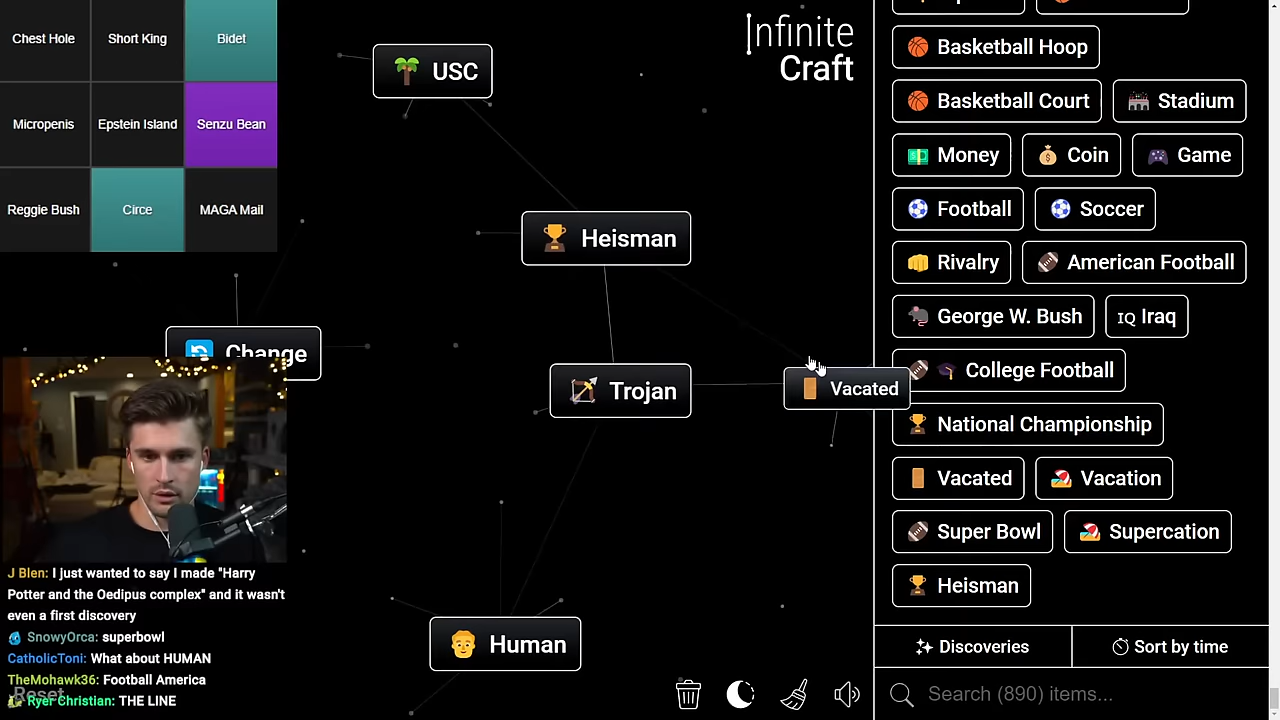 Chest Hole
Short King
Bidet
Micropenis
Epstein Island
Senzu Bean
Reggie Bush
Circe
MAGA Mail
USC
Infinite
Craft
Heisman
Change
Trojan
Vacated
Human
Basketball Hoop
Basketball Court
Stadium
Money
Coin
Game
Football
Soccer
Rivalry
American Football
George W. Bush
IQ Iraq
College Football
National Championship
Vacated
Vacation
Super Bowl
Supercation
Heisman
Discoveries
Sort by time
Search (890) items...
J Blen: I just wanted to say I made "Harry
Potter and the Oedipus complex" and it wasn't
even a first discovery
SnowyOrca: superbowl
CatholicToni: What about HUMAN
TheMohawk36: Football America
Reset
Ryer Christian: THE LINE